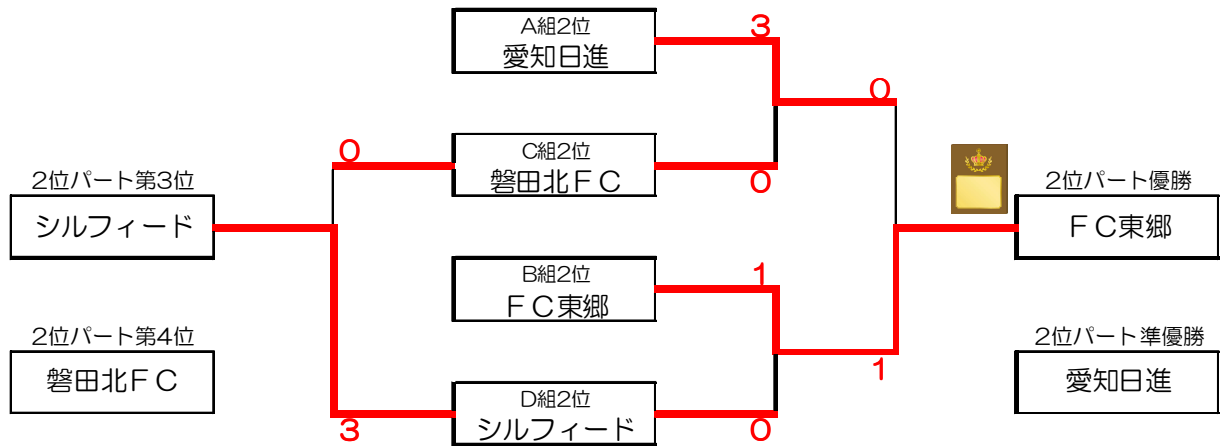 A組2位
愛知日進
3
0
C組2位
磐田北ＦＣ
0
0
2位パート第3位
シルフィード
2位パート優勝
ＦＣ東郷
B組2位
ＦＣ東郷
1
2位パート第4位
磐田北ＦＣ
2位パート準優勝
愛知日進
1
D組2位
シルフィード
3
0